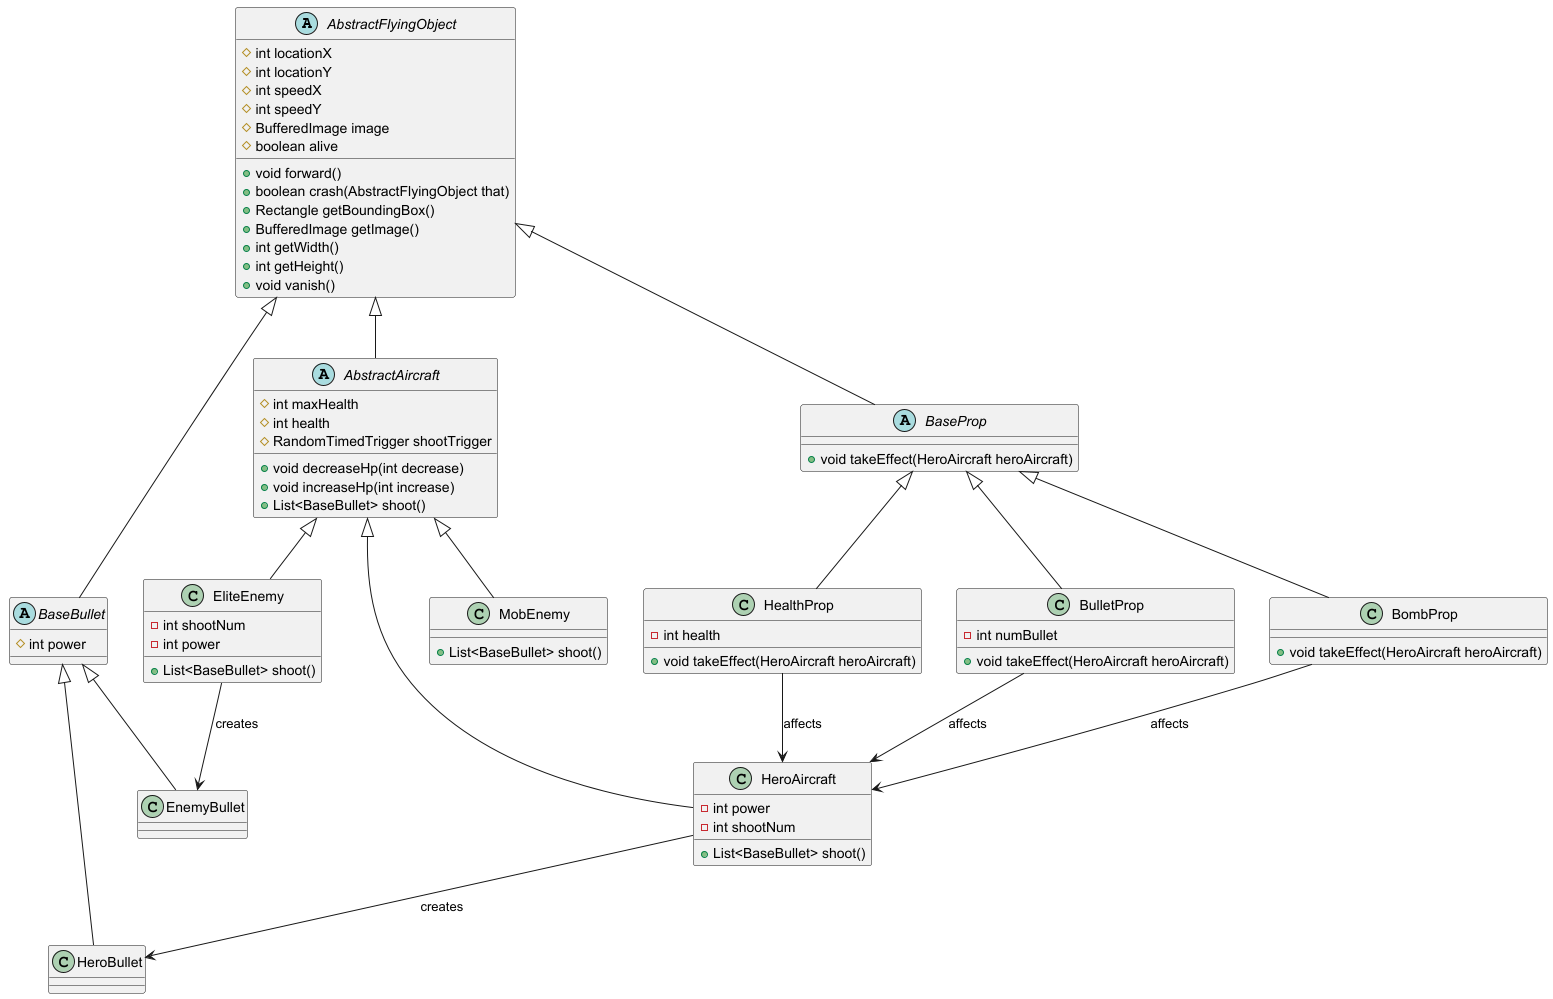 A AbstractFlyingObject
int locationX
int locationY
int speedX
int speedY
BufferedImage image
boolean alive
void forward()
boolean crash(AbstractFlyingObject that)
Rectangle getBoundingBox()
BufferedImage getImage()
int getWidth()
int getHeight()
void vanish()
A AbstractAircraft
int maxHealth
int health
RandomTimedTrigger shootTrigger
void decreaseHp(int decrease)
void increaseHp(int increase)
List<BaseBullet> shoot()
A BaseProp
void takeEffect(HeroAircraft heroAircraft)
A BaseBullet
int power
C EliteEnemy
int shootNum
int power
List<BaseBullet> shoot()
C MobEnemy
List<BaseBullet> shoot()
C HealthProp
int health
void takeEffect(HeroAircraft heroAircraft)
C BulletProp
int numBullet
void takeEffect(HeroAircraft heroAircraft)
C BombProp
void takeEffect(HeroAircraft heroAircraft)
creates
affects
affects
affects
C EnemyBullet
C HeroAircraft
int power
int shootNum
List<BaseBullet> shoot()
creates
C HeroBullet